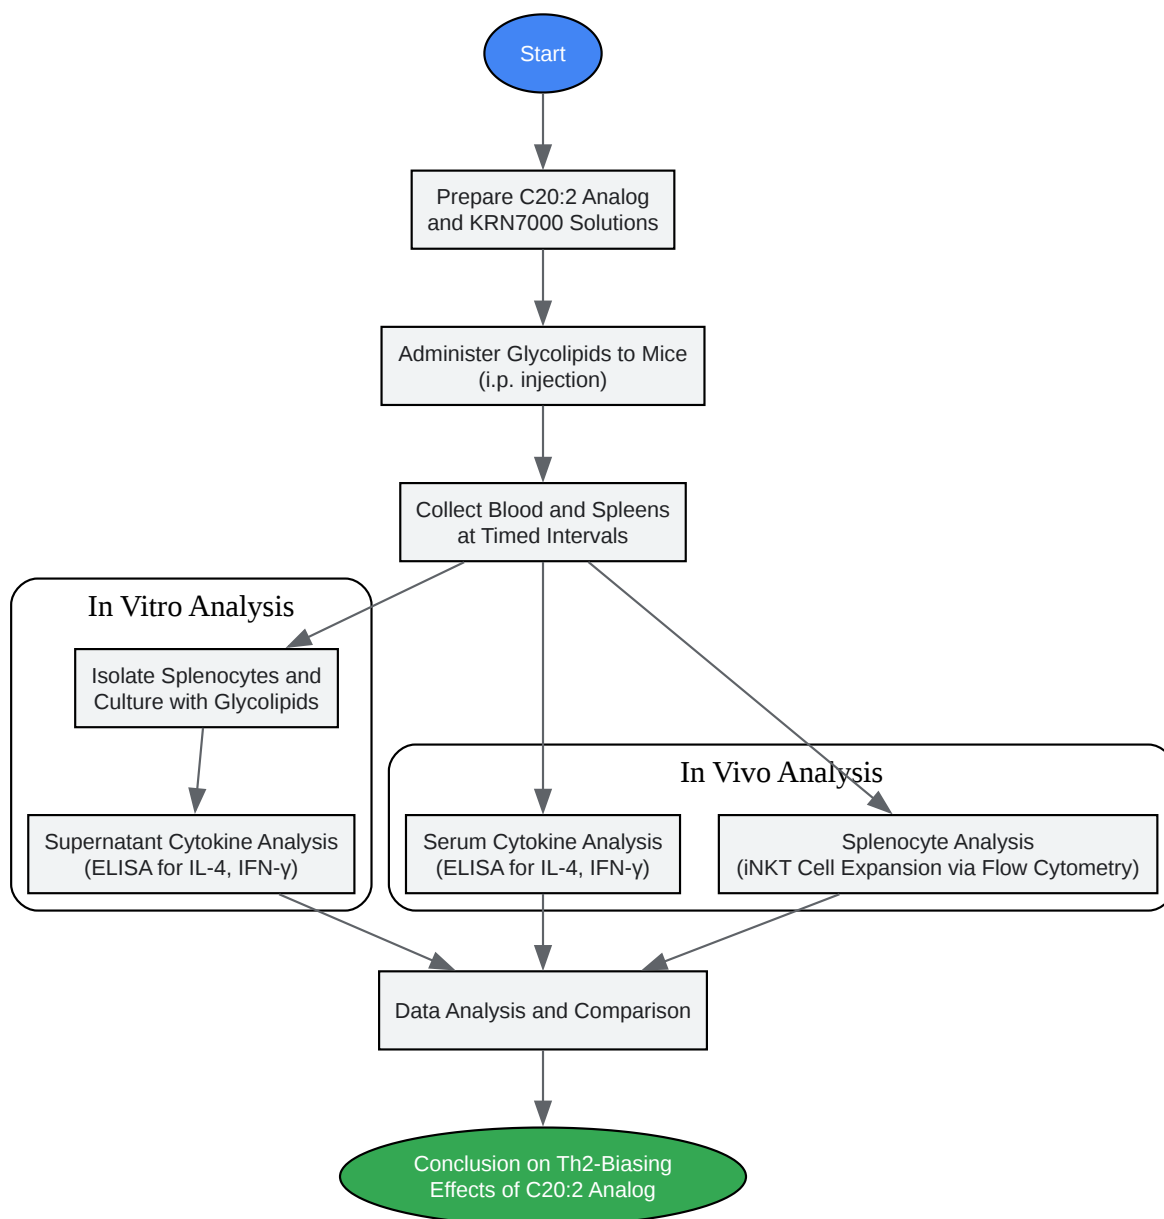 Start
Prepare C20:2 Analog
and KRN7000 Solutions
Administer Glycolipids to Mice
(i.p. injection)
Collect Blood and Spleens
at Timed Intervals
In Vitro Analysis
Isolate Splenocytes and
Culture with Glycolipids
Supernatant Cytokine Analysis
(ELISA for IL-4, IFN-γ)
In Vivo Analysis
Serum Cytokine Analysis
(ELISA for IL-4, IFN-γ)
Splenocyte Analysis
(iNKT Cell Expansion via Flow Cytometry)
Data Analysis and Comparison
Conclusion on Th2-Biasing
Effects of C20:2 Analog